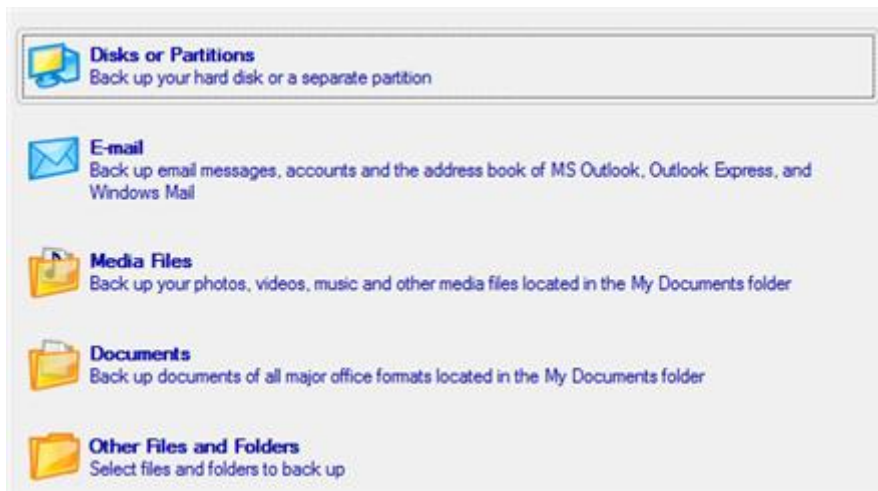 Disks or Partitions
Back up your hard disk or a separate partition
E-mail
Back up email messages, accounts and the address book of MS Outlook, Outlook Express, and
Windows Mail
Media Files
Back up your photos, videos, music and other media files located in the My Documents folder
Documents
Back up documents of all major office formats located in the My Documents folder
Other Files and Folders
Select files and folders to back up